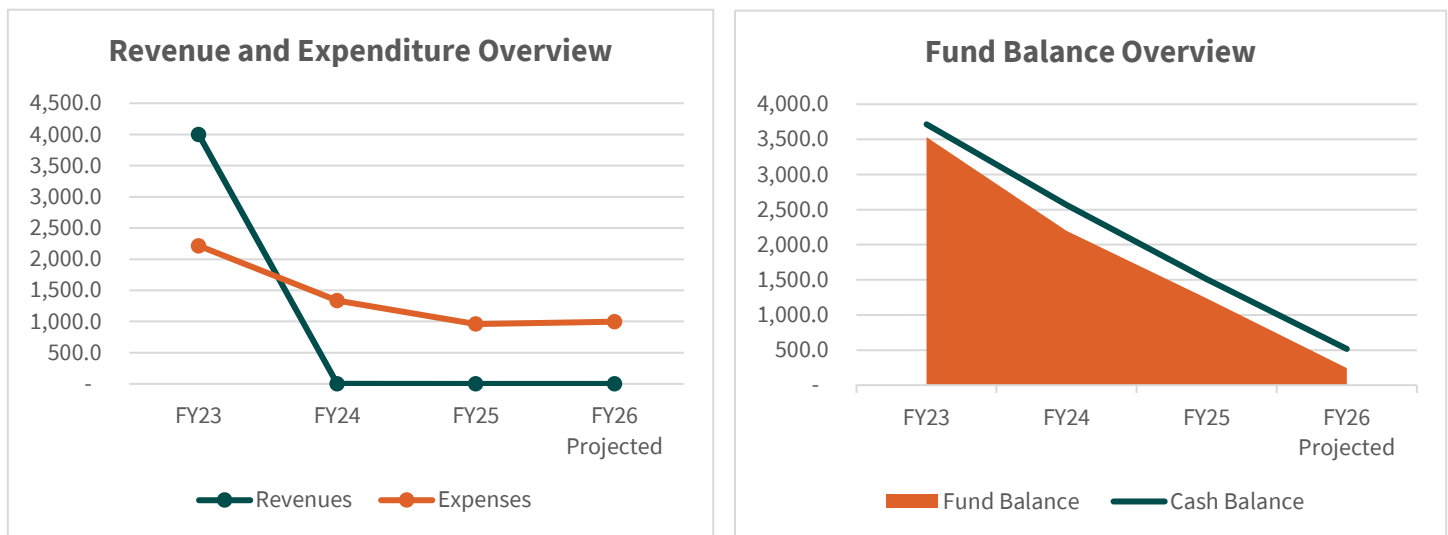 Revenue and Expenditure Overview
4,500.0
4,000.0
3,500.0
3,000.0
2,500.0
2,000.0
1,500.0
1,000.0
500.0
-
FY23 FY24 FY25 FY26
Projected
Revenues Expenses
Fund Balance Overview
4,000.0
3,500.0
3,000.0
2,500.0
2,000.0
1,500.0
1,000.0
500.0
-
FY23 FY24 FY25 FY26
Projected
Fund Balance Cash Balance